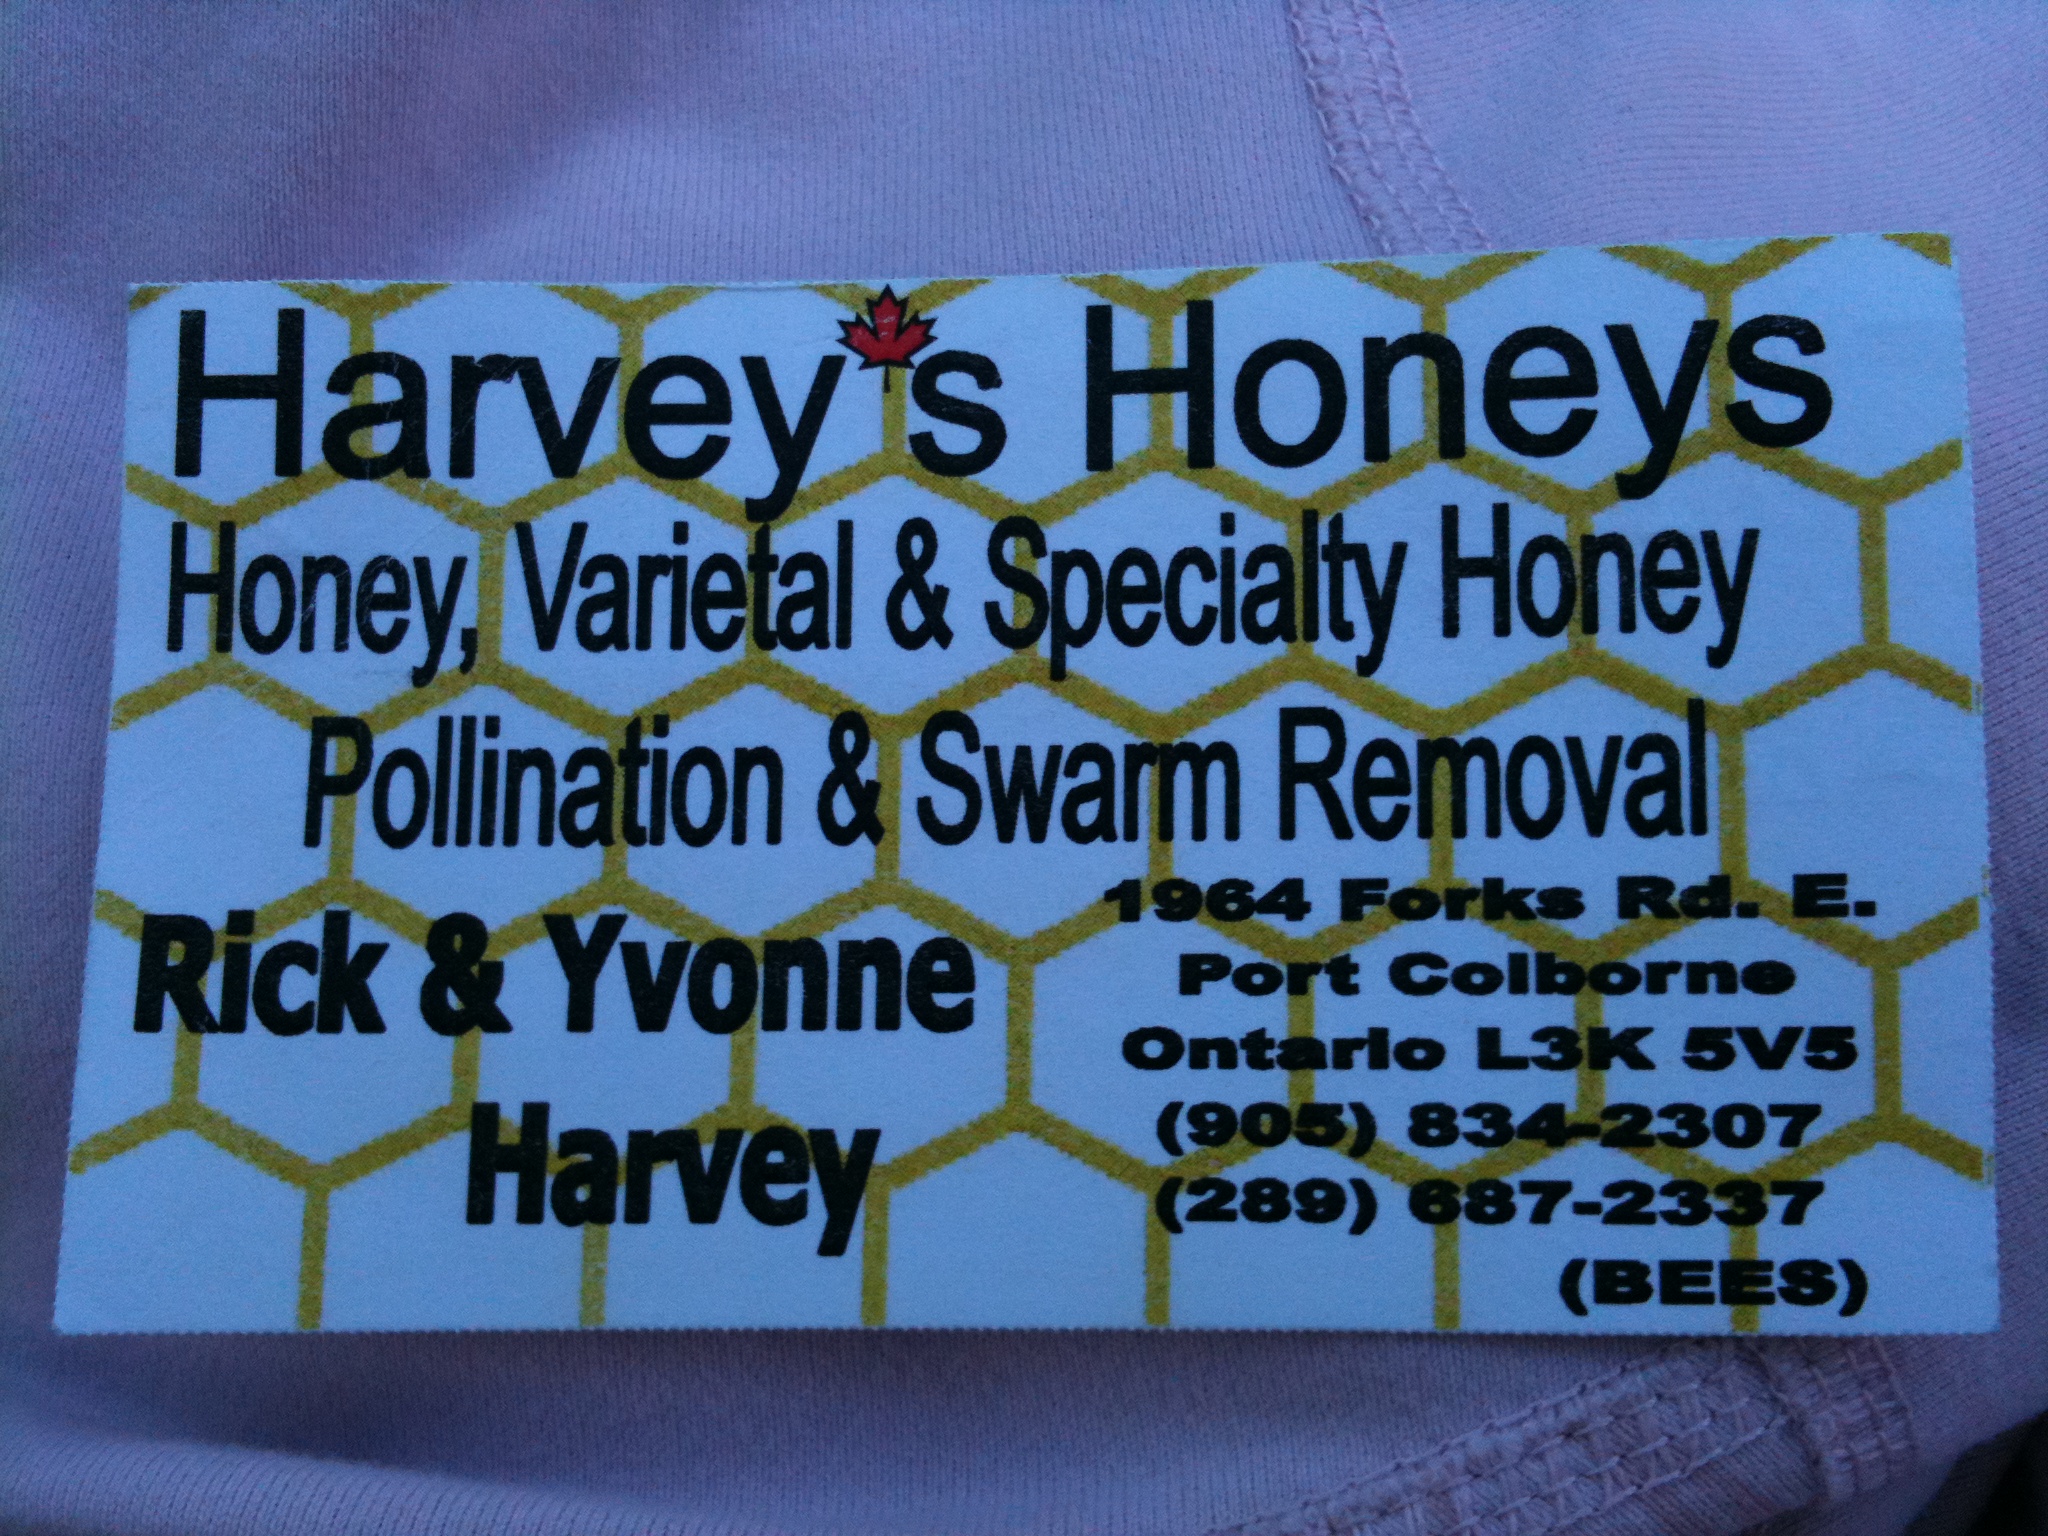 Harvey's Honeys
Honey, Varietal & Specialty Honey
Pollination & Swarm Removal
Rick & Yvonne
Harvey
1964 Forks Rd. E.
Port Colborne
Ontario L3K 5V5
(905) 834-2307
(289) 687-2337
(BEES)